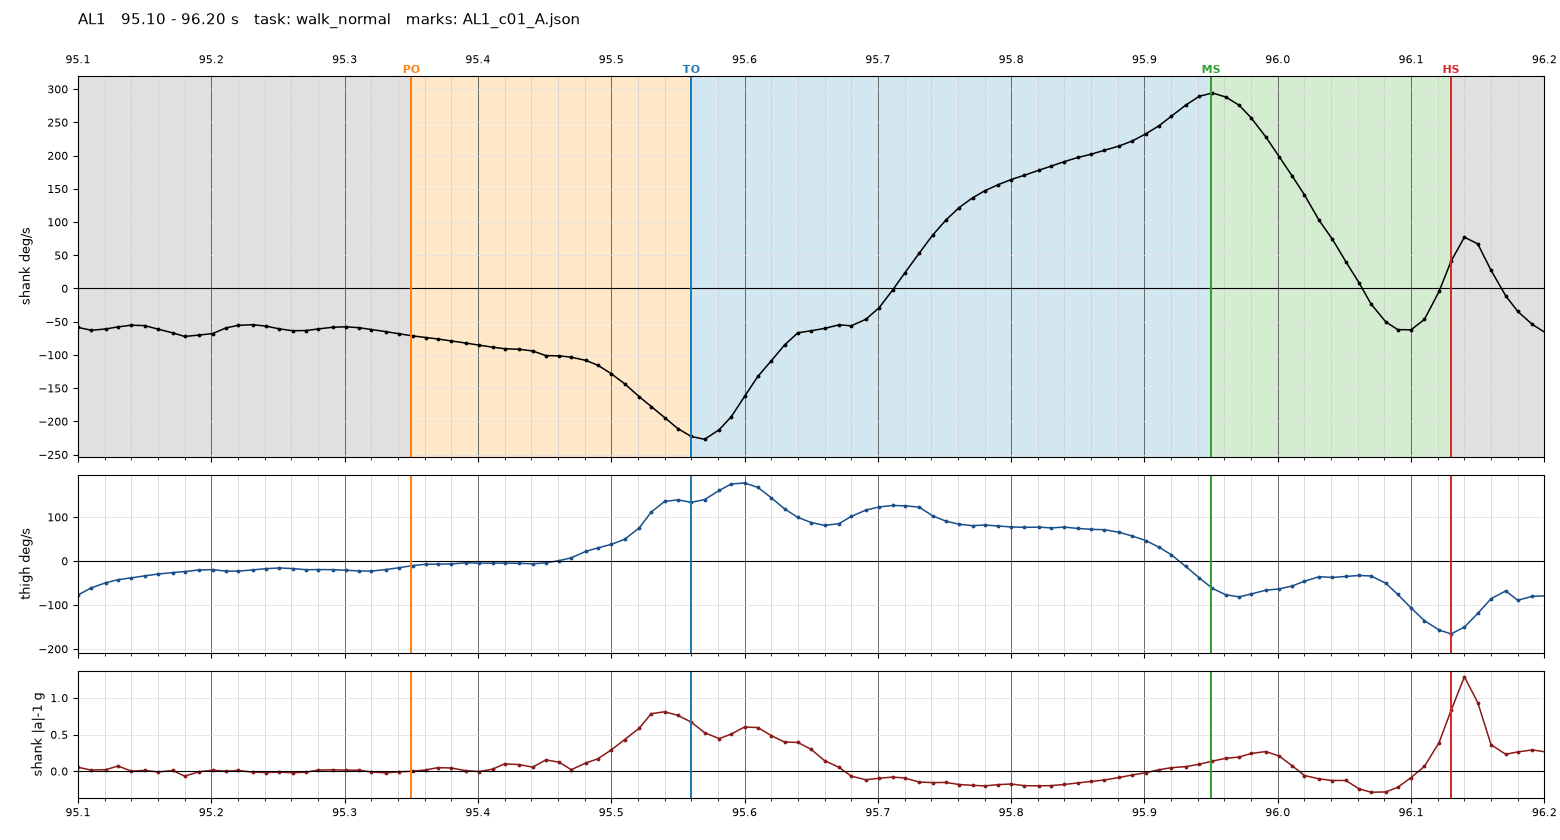 AL1   95.10 - 96.20 s   task: walk_normal   marks: AL1_c01_A.json
95.1 95.2 95.3 95.4 95.5 95.6 95.7 95.8 95.9 96.0 96.1 96.2
PO TO MS HS
shank deg/s
300
250
200
150
100
50
0
−50
−100
−150
−200
−250
thigh deg/s
100
0
−100
−200
shank |a|-1 g
1.0
0.5
0.0
95.1 95.2 95.3 95.4 95.5 95.6 95.7 95.8 95.9 96.0 96.1 96.2